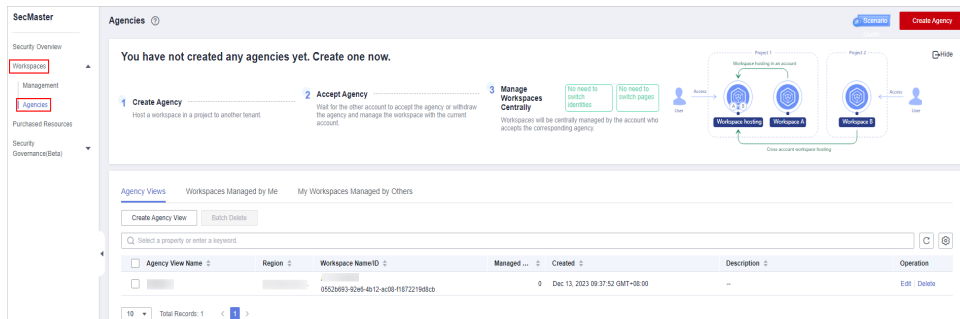 SecMaster
Agencies
Scenario
Create Agency
Security Overview
Workspaces
Management
Agencies
Purchased Resources
Security
Governance(Beta)
You have not created any agencies yet. Create one now.
Hide
1 Create Agency
Host a workspace in a project to another tenant.
2 Accept Agency
Wait for the other account to accept the agency or withdraw
the agency and manage the workspace with the current
account.
3 Manage
Workspaces
Centrally
No need to
switch
identities
No need to
switch pages
Workspaces will be centrally managed by the account who
accepts the corresponding agency.
Project 1
Project 2
Workspace hosting in an account
Access
User
A
Workspace hosting
Workspace A
Workspace B
Access
User
Cross-account workspace hosting
Agency Views
Workspaces Managed by Me
My Workspaces Managed by Others
Create Agency View
Batch Delete
Select a property or enter a keyword.
Agency View Name
Region
Workspace Name/ID
Managed ...
Created
Description
Operation
0552b693-92e6-4b12-ac08-f1872219d8cb
0
Dec 13, 2023 09:37:52 GMT+08:00
--
Edit
Delete
10
Total Records: 1
<
1
>